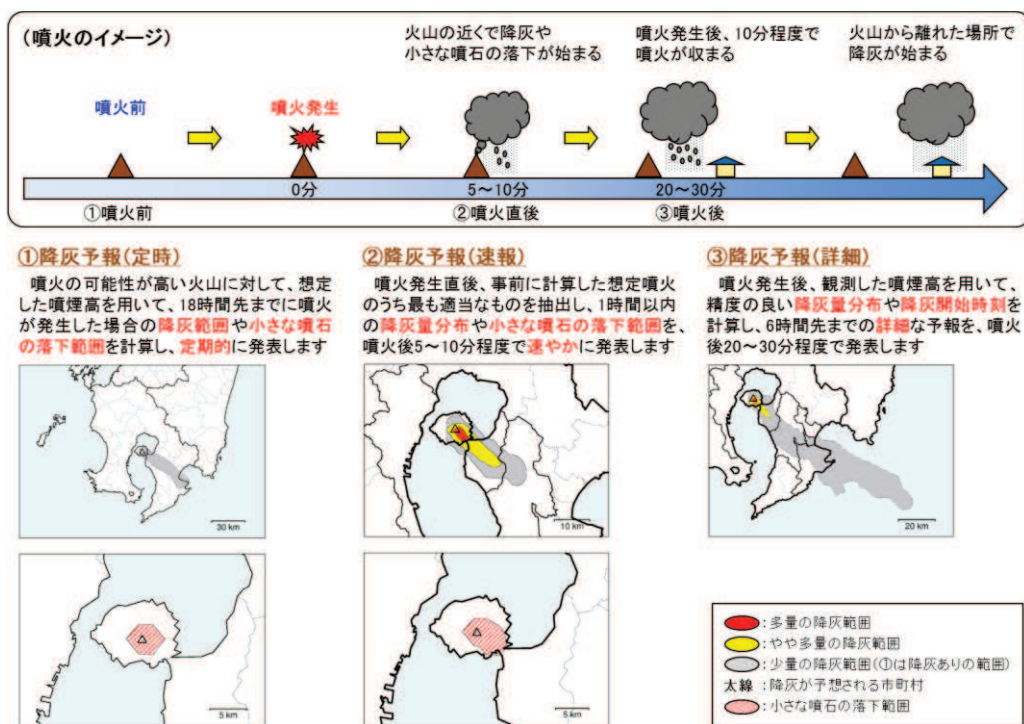 (噴火のイメージ)
火山の近くで降灰や
小さな噴石の落下が始まる
噴火発生後、10分程度で
噴火が収まる
火山から離れた場所で
降灰が始まる
噴火前
噴火発生
0分
5～10分
20～30分
①噴火前
②噴火直後
③噴火後
①降灰予報(定時)
噴火の可能性が高い火山に対して、想定
した噴煙高を用いて、18時間先までに噴火
が発生した場合の降灰範囲や小さな噴石
の落下範囲を計算し、定期的に発表します
30 km
5 km
②降灰予報(速報)
噴火発生直後、事前に計算した想定噴火
のうち最も適当なものを抽出し、1時間以内
の降灰量分布や小さな噴石の落下範囲を、
噴火後5～10分程度で速やかに発表します
10 km
5 km
③降灰予報(詳細)
噴火発生後、観測した噴煙高を用いて、
精度の良い降灰量分布や降灰開始時刻を
計算し、6時間先までの詳細な予報を、噴火
後20～30分程度で発表します
20 km
:多量の降灰範囲
:やや多量の降灰範囲
:少量の降灰範囲(①は降灰ありの範囲)
太線 :降灰が予想される市町村
:小さな噴石の落下範囲